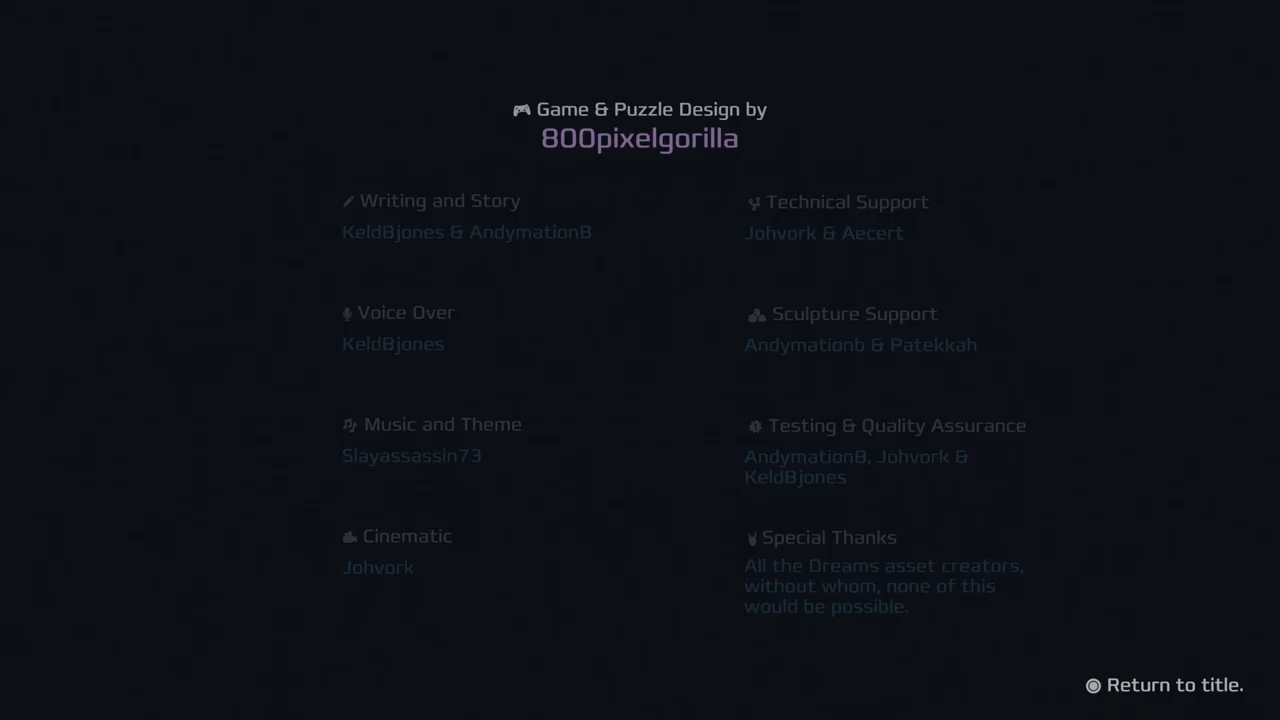 Game & Puzzle Design by
800pixelgorilla
Writing and Story
KeldBjones & AndymationB
Voice Over
KeldBjones
Music and Theme
Slayassassin73
Cinematic
Johvork
Technical Support
Johvork & Aecert
Sculpture Support
Andymationb & Patekkah
Testing & Quality Assurance
AndymationB, Johvork &
KeldBjones
Special Thanks
All the Dreams asset creators,
without whom, none of this
would be possible.
Return to title.